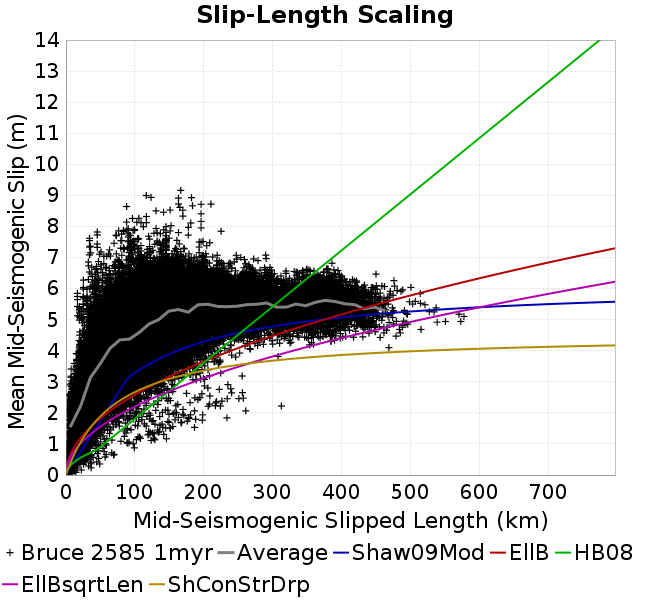 Slip-Length Scaling
Mean Mid-Seismogenic Slip (m)
14
13
12
11
10
9
8
7
6
5
4
3
2
1
0
0 100 200 300 400 500 600 700
Mid-Seismogenic Slipped Length (km)
Bruce 2585 1myr Average Shaw09Mod EllB HB08
EllBsqrtLen ShConStrDrp